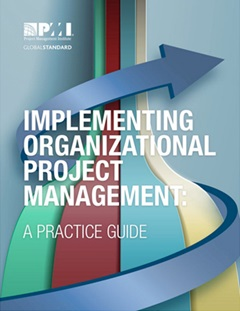 PMI
Project Management Institute
GLOBAL STANDARD
IMPLEMENTING
ORGANIZATIONAL
PROJECT
MANAGEMENT:
A PRACTICE GUIDE